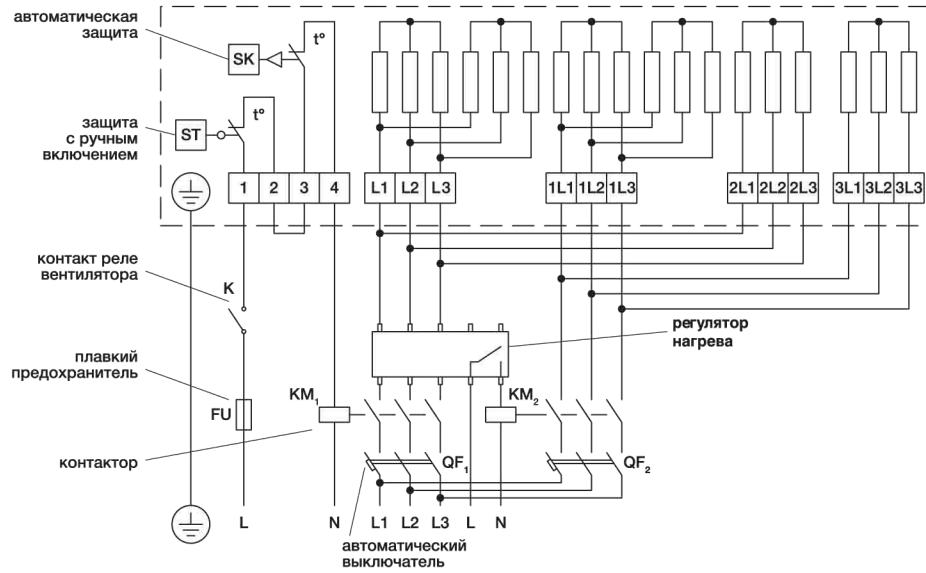 автоматическая
защита
SK
t°
защита
с ручным
включением
ST
t°
1 2 3 4
L1 L2 L3
1L1 1L2 1L3
2L1 2L2 2L3
3L1 3L2 3L3
контакт реле
вентилятора
K
регулятор
нагрева
плавкий
предохранитель
FU
KM1
KM2
контактор
QF1
QF2
L
N
L1 L2 L3 L N
автоматический
выключатель